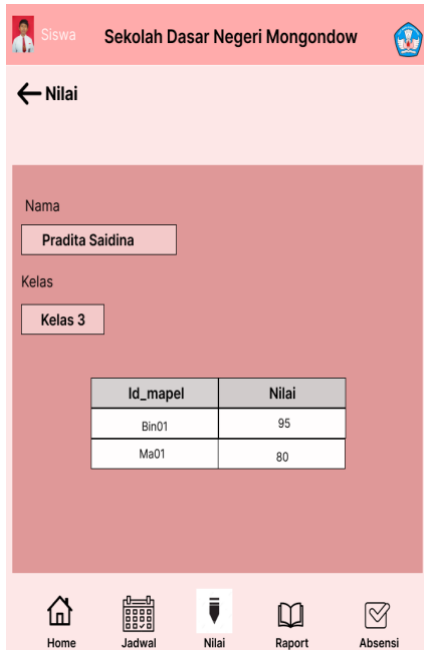 Siswa
Sekolah Dasar Negeri Mongondow
Nilai
Nama
Pradita Saidina
Kelas
Kelas 3
Id_mapel Nilai
Bin01 95
Ma01 80
Home Jadwal Nilai Raport Absensi